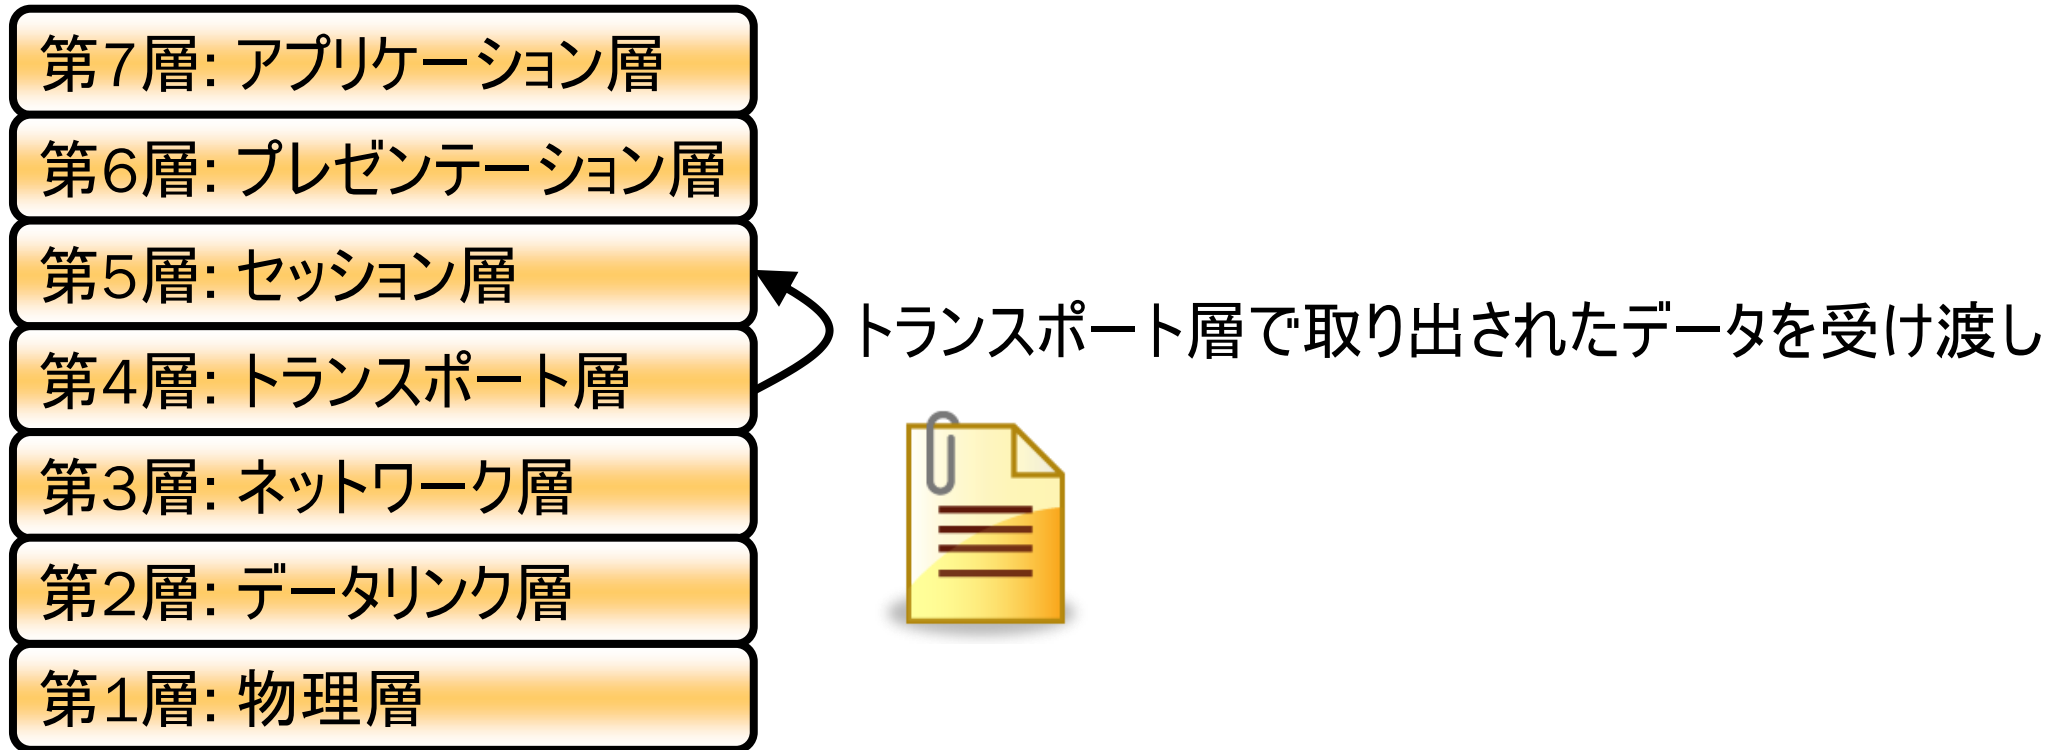 第7層: アプリケーション層
第6層: プレゼンテーション層
第5層: セッション層
第4層: トランスポート層
トランスポート層で取り出されたデータを受け渡し
第3層: ネットワーク層
第2層: データリンク層
第1層: 物理層